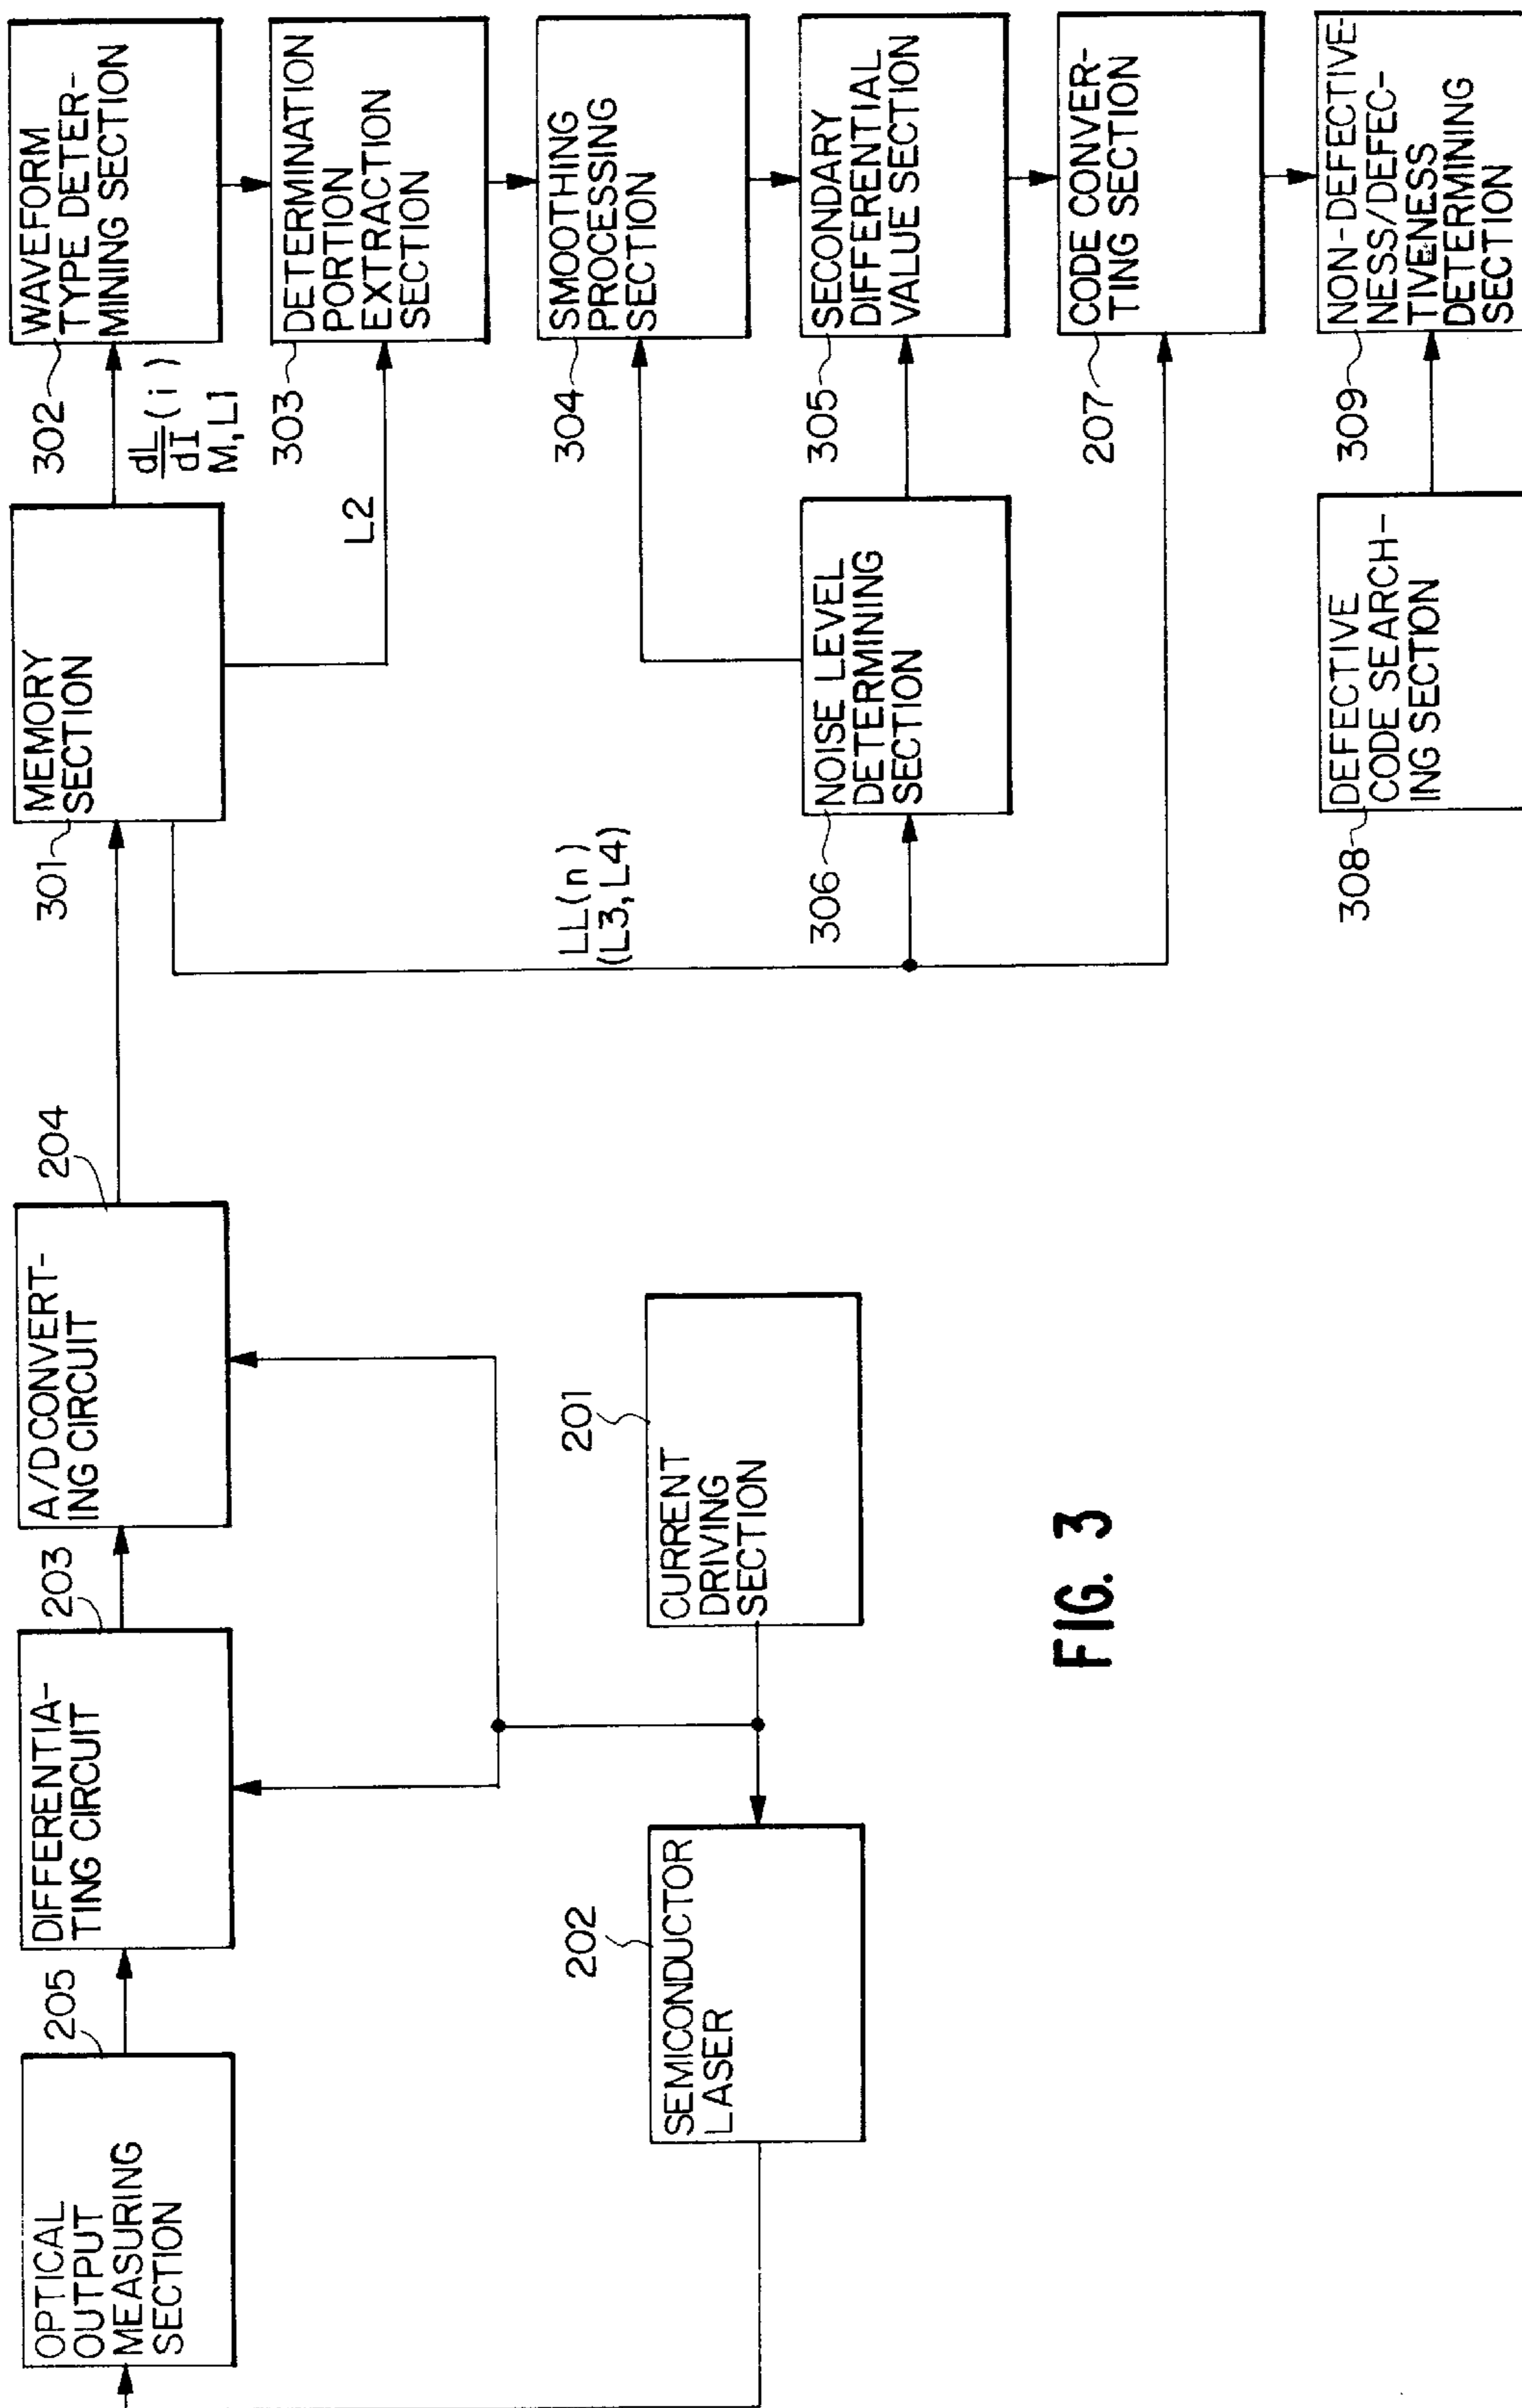 OPTICAL
OUTPUT
MEASURING
SECTION
205
DIFFERENTIA-
TING CIRCUIT
203
A/D CONVERT-
ING CIRCUIT
204
SEMICONDUCTOR
LASER
202
CURRENT
DRIVING
SECTION
201
MEMORY
SECTION
301
dL
dI
(i)
M, L1
L2
LL(n)
(L3, L4)
WAVEFORM
TYPE DETER-
MINING SECTION
302
DETERMINATION
PORTION
EXTRACTION
SECTION
303
SMOOTHING
PROCESSING
SECTION
304
SECONDARY
DIFFERENTIAL
VALUE SECTION
305
NOISE LEVEL
DETERMINING
SECTION
306
CODE CONVER-
TING SECTION
207
DEFECTIVE
CODE SEARCH-
ING SECTION
308
NON-DEFECTIVE-
NESS/DEFEC-
TIVENESS
DETERMINING
SECTION
309
FIG. 3